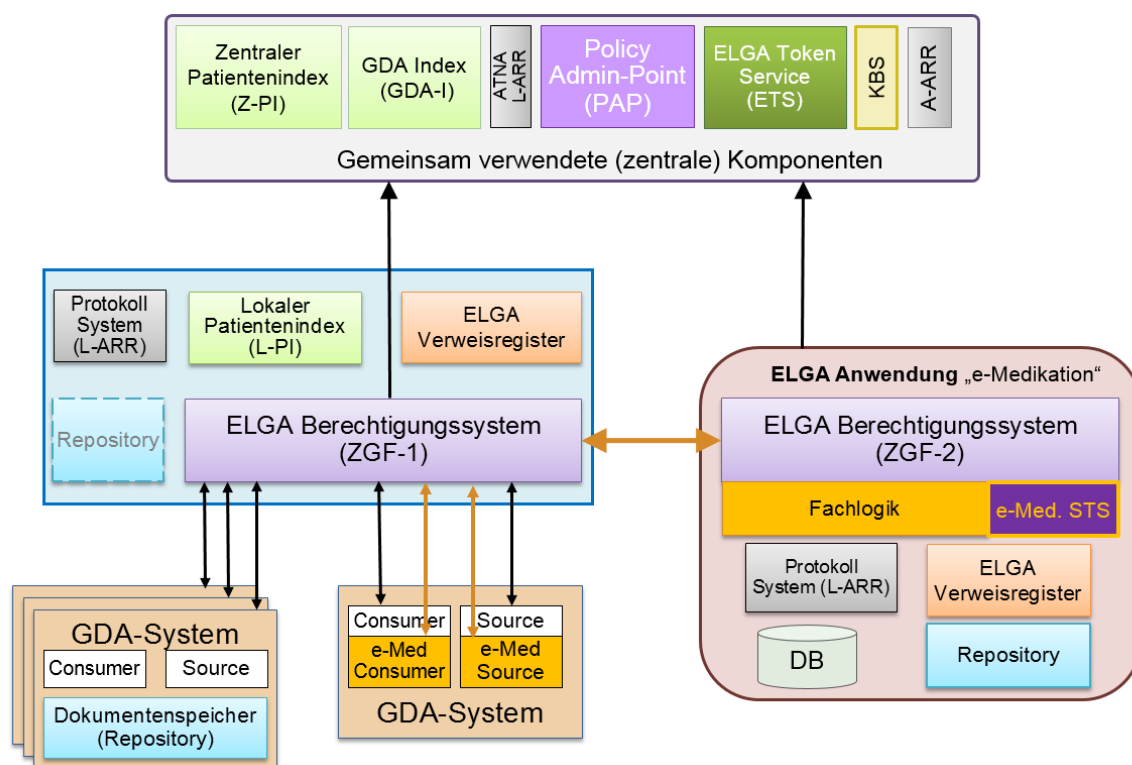 Zentraler
Patientenindex
(Z-PI)
GDA Index
(GDA-I)
ATNA
L-ARR
Policy
Admin-Point
(PAP)
ELGA Token
Service
(ETS)
KBS
A-ARR
Gemeinsam verwendete (zentrale) Komponenten
Protokoll
System
(L-ARR)
Lokaler
Patientenindex
(L-PI)
ELGA
Verweisregister
Repository
ELGA Berechtigungssystem
(ZGF-1)
ELGA Anwendung „e-Medikation“
ELGA Berechtigungssystem
(ZGF-2)
Fachlogik
e-Med. STS
Protokoll
System (L-ARR)
ELGA
Verweisregister
DB
Repository
GDA-System
Consumer
Source
Dokumentenspeicher
(Repository)
Consumer
e-Med
Consumer
Source
e-Med
Source
GDA-System